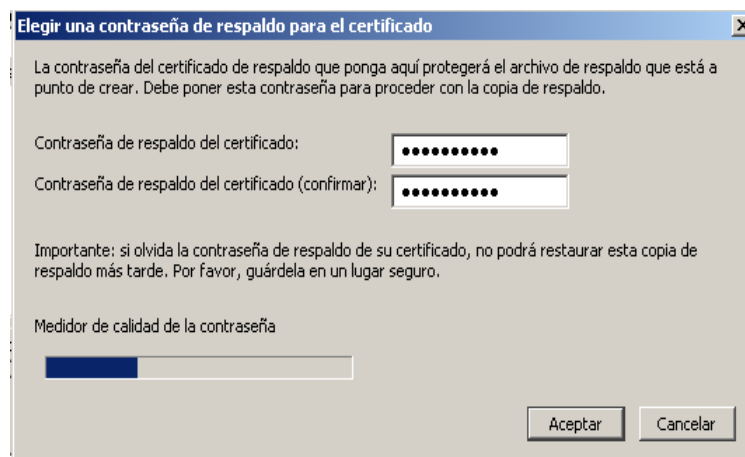 Elegir una contraseña de respaldo para el certificado
La contraseña del certificado de respaldo que ponga aquí protegerá el archivo de respaldo que está a
punto de crear. Debe poner esta contraseña para proceder con la copia de respaldo.
Contraseña de respaldo del certificado:
Contraseña de respaldo del certificado (confirmar):
Importante: si olvida la contraseña de respaldo de su certificado, no podrá restaurar esta copia de
respaldo más tarde. Por favor, guárdela en un lugar seguro.
Medidor de calidad de la contraseña
Aceptar Cancelar